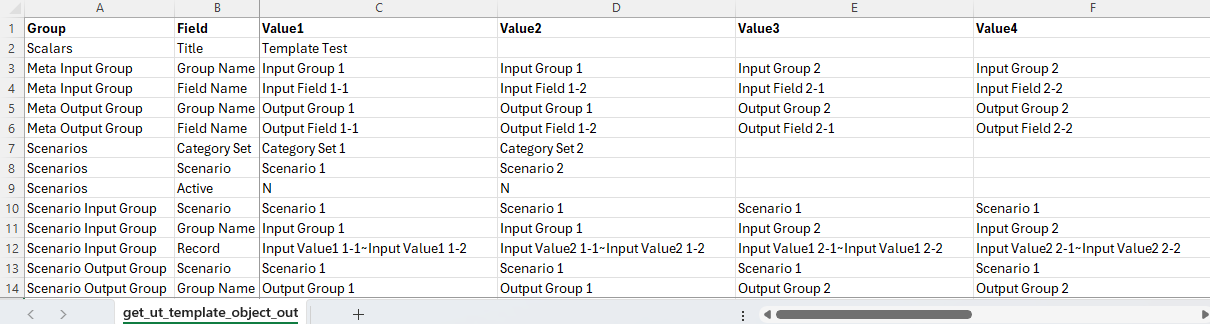 A B C D E F
1 Group Field Value1 Value2 Value3 Value4
2 Scalars Title Template Test
3 Meta Input Group Group Name Input Group 1 Input Group 1 Input Group 2 Input Group 2
4 Meta Input Group Field Name Input Field 1-1 Input Field 1-2 Input Field 2-1 Input Field 2-2
5 Meta Output Group Group Name Output Group 1 Output Group 1 Output Group 2 Output Group 2
6 Meta Output Group Field Name Output Field 1-1 Output Field 1-2 Output Field 2-1 Output Field 2-2
7 Scenarios Category Set Category Set 1 Category Set 2
8 Scenarios Scenario Scenario 1 Scenario 2
9 Scenarios Active N N
10 Scenario Input Group Scenario Scenario 1 Scenario 1 Scenario 1 Scenario 1
11 Scenario Input Group Group Name Input Group 1 Input Group 1 Input Group 2 Input Group 2
12 Scenario Input Group Record Input Value1 1-1~Input Value1 1-2 Input Value2 1-1~Input Value2 1-2 Input Value1 2-1~Input Value1 2-2 Input Value2 2-1~Input Value2 2-2
13 Scenario Output Group Scenario Scenario 1 Scenario 1 Scenario 1 Scenario 1
14 Scenario Output Group Group Name Output Group 1 Output Group 1 Output Group 2 Output Group 2
get_ut_template_object_out